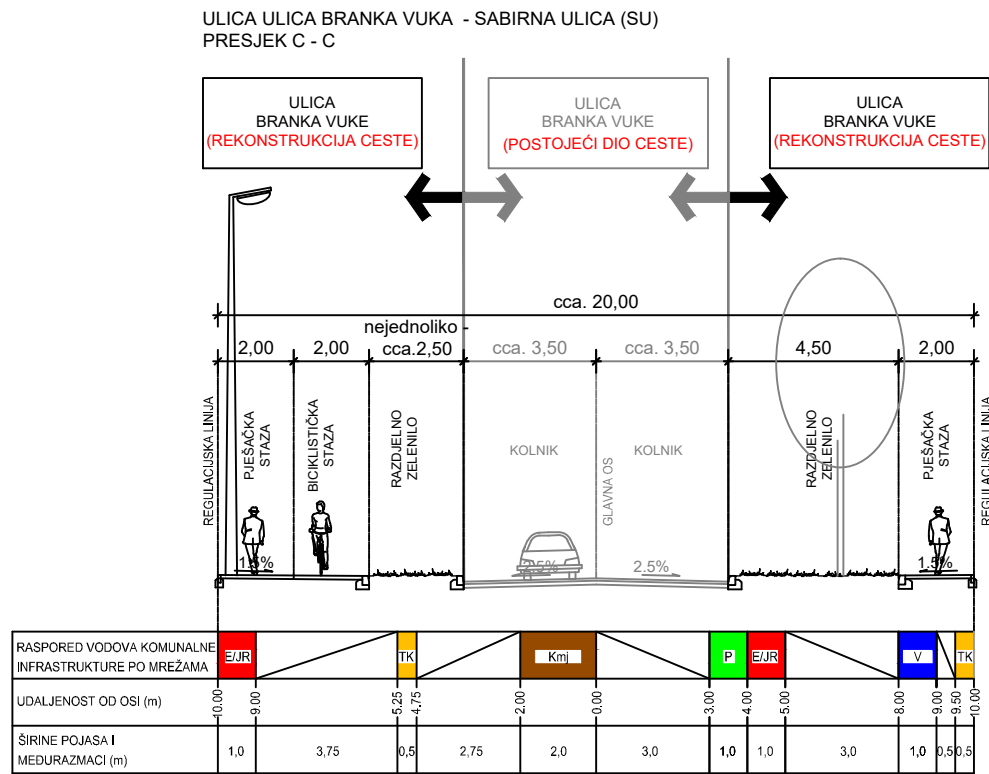 ULICA ULICA BRANKA VUKA - SABIRNA ULICA (SU)
PRESJEK C - C
ULICA
BRANKA VUKE
(REKONSTRUKCIJA CESTE)
ULICA
BRANKA VUKE
(POSTOJEĆI DIO CESTE)
ULICA
BRANKA VUKE
(REKONSTRUKCIJA CESTE)
cca. 20,00
2,00
2,00
nejednoliko -
cca.2,50
cca. 3,50
cca. 3,50
4,50
2,00
REGULACIJSKA LINIJA
PJEŠAČKA
STAZA
BICIKLISTIČKA
STAZA
RAZDJELNO
ZELENILO
KOLNIK
GLAVNA OS
KOLNIK
RAZDJELNO
ZELENILO
PJEŠAČKA
STAZA
REGULACIJSKA LINIJA
1.5%
2.5%
2.5%
1.5%
RASPORED VODOVA KOMUNALNE
INFRASTRUKTURE PO MREŽAMA
E/JR
TK
Kmj
P
E/JR
V
TK
UDALJENOST OD OSI (m)
10.00
9.00
5.25
4.75
2.00
0.00
3.00
4.00
5.00
8.00
9.00
9.50
10.00
ŠIRINE POJASA I
MEĐURAZMACI (m)
1,0
3,75
0,5
2,75
2,0
3,0
1,0
1,0
3,0
1,0
0,5
0,5